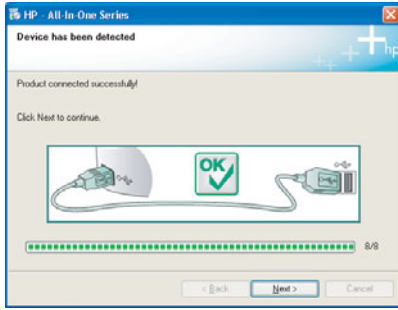 HP - All-In-One Series
Device has been detected
hp
Product connected successfully!
Click Next to continue.
OK
8/8
< Back Next > Cancel